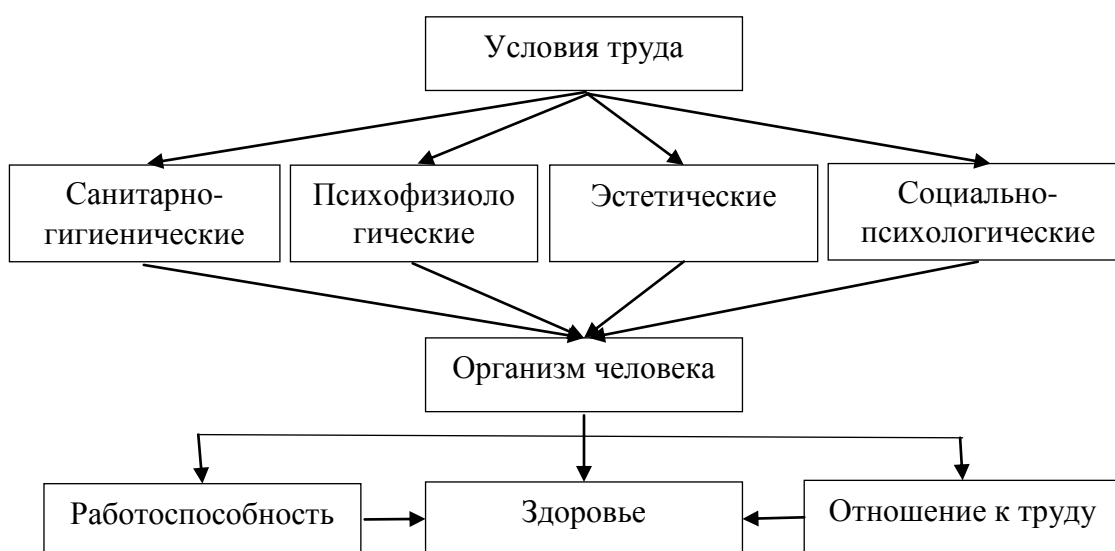 Условия труда
Санитарно-
гигиенические
Психофизиоло
гические
Эстетические
Социально-
психологические
Организм человека
Работоспособность
Здоровье
Отношение к труду